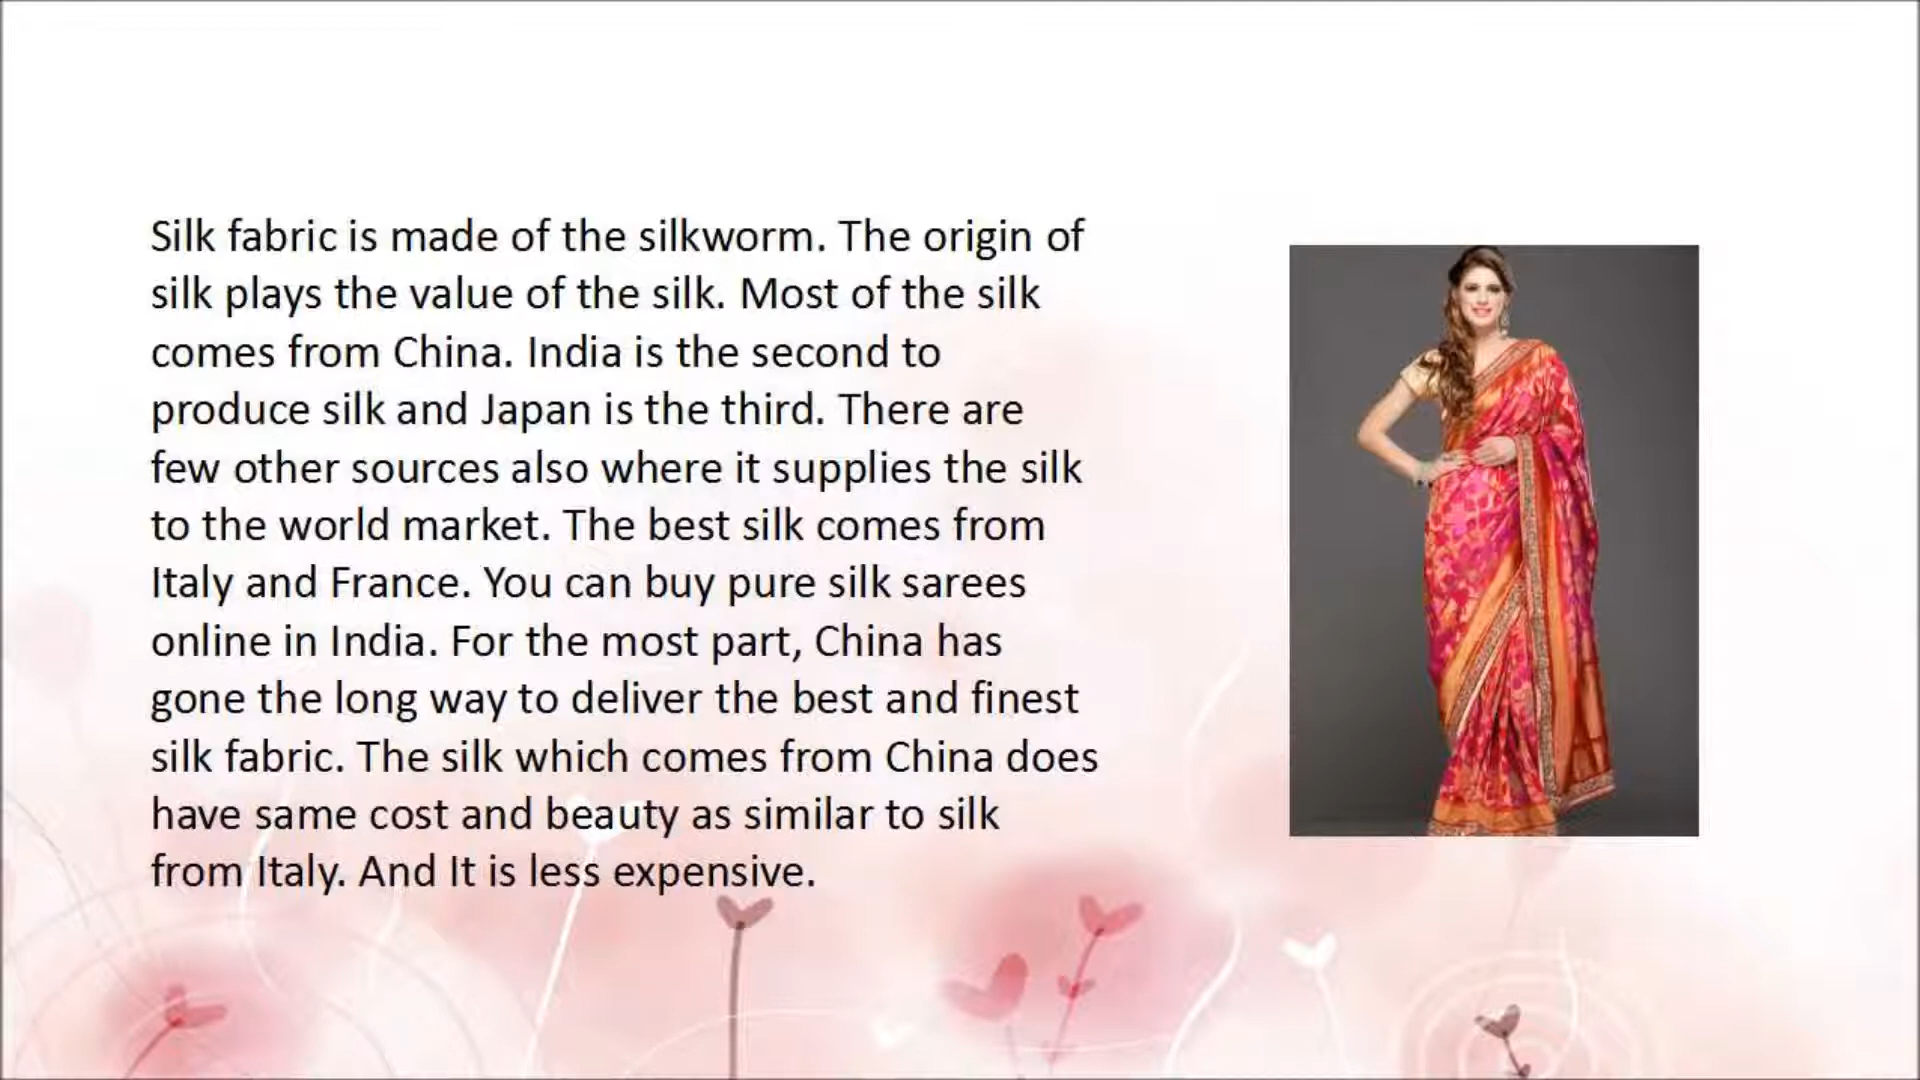 Silk fabric is made of the silkworm. The origin of
silk plays the value of the silk. Most of the silk
comes from China. India is the second to
produce silk and Japan is the third. There are
few other sources also where it supplies the silk
to the world market. The best silk comes from
Italy and France. You can buy pure silk sarees
online in India. For the most part, China has
gone the long way to deliver the best and finest
silk fabric. The silk which comes from China does
have same cost and beauty as similar to silk
from Italy. And It is less expensive.